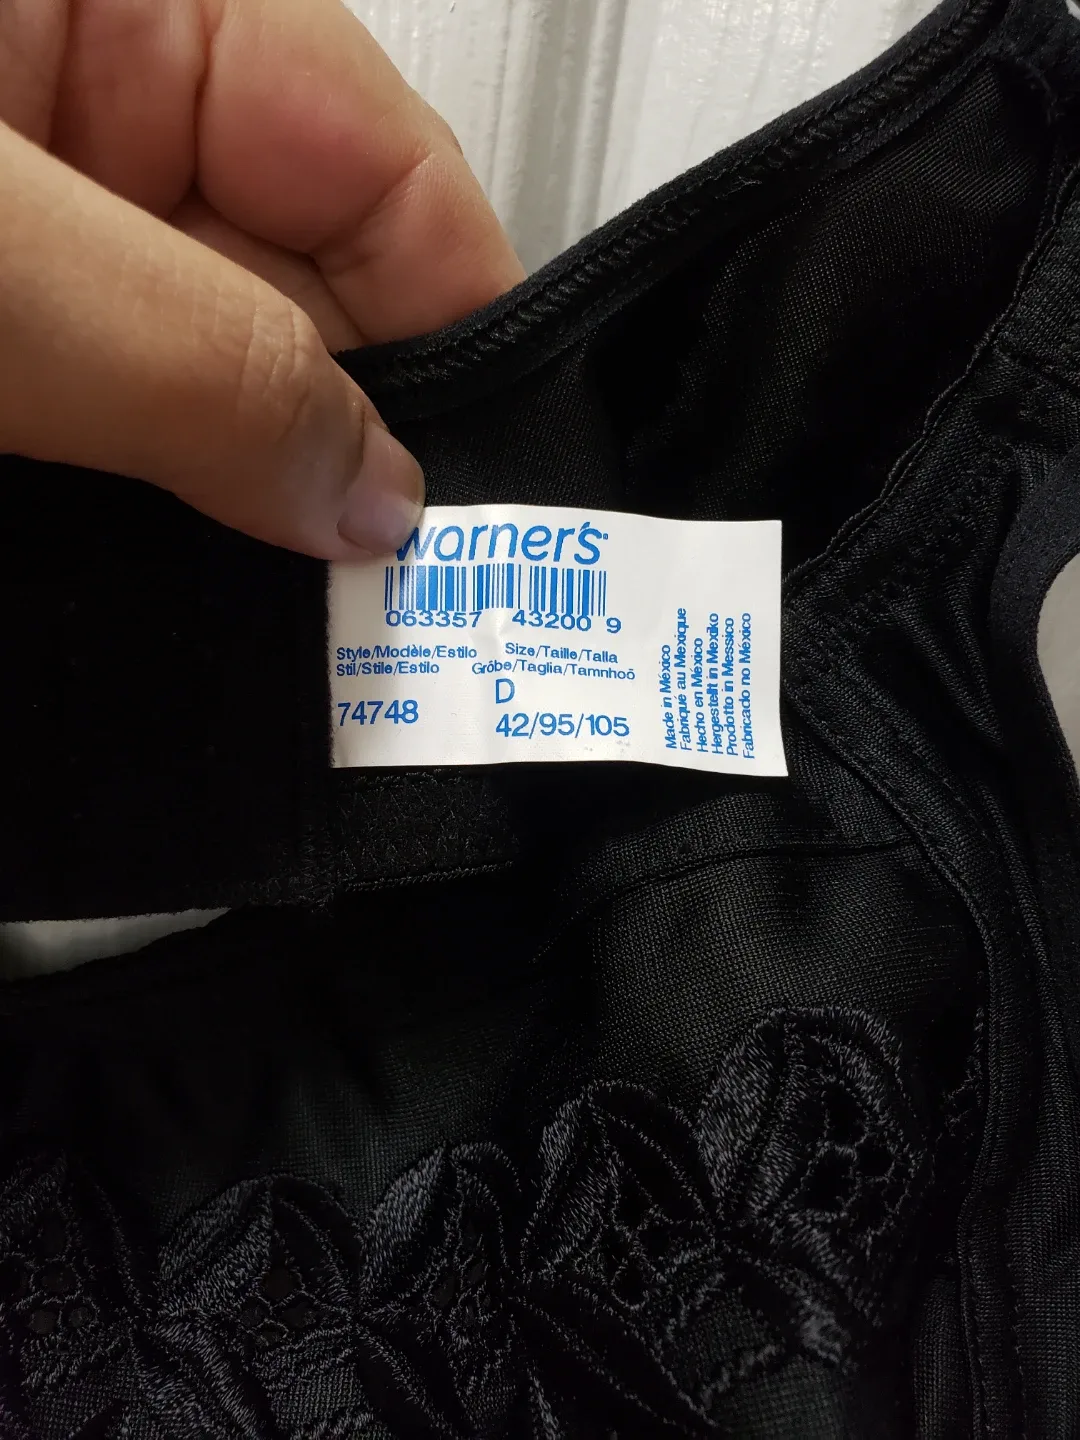 warner's
063357 43200 9
Style/Modèle/Estilo Size/Taille/Talla
Stil/Stile/Estilo Gröbe/Taglia/Tamnhoõ
D
74748 42/95/105
Made in México
Fabriqué au Mexique
Hecho en México
Hergestellt in Mexiko
Prodotto in Messico
Fabricado no México